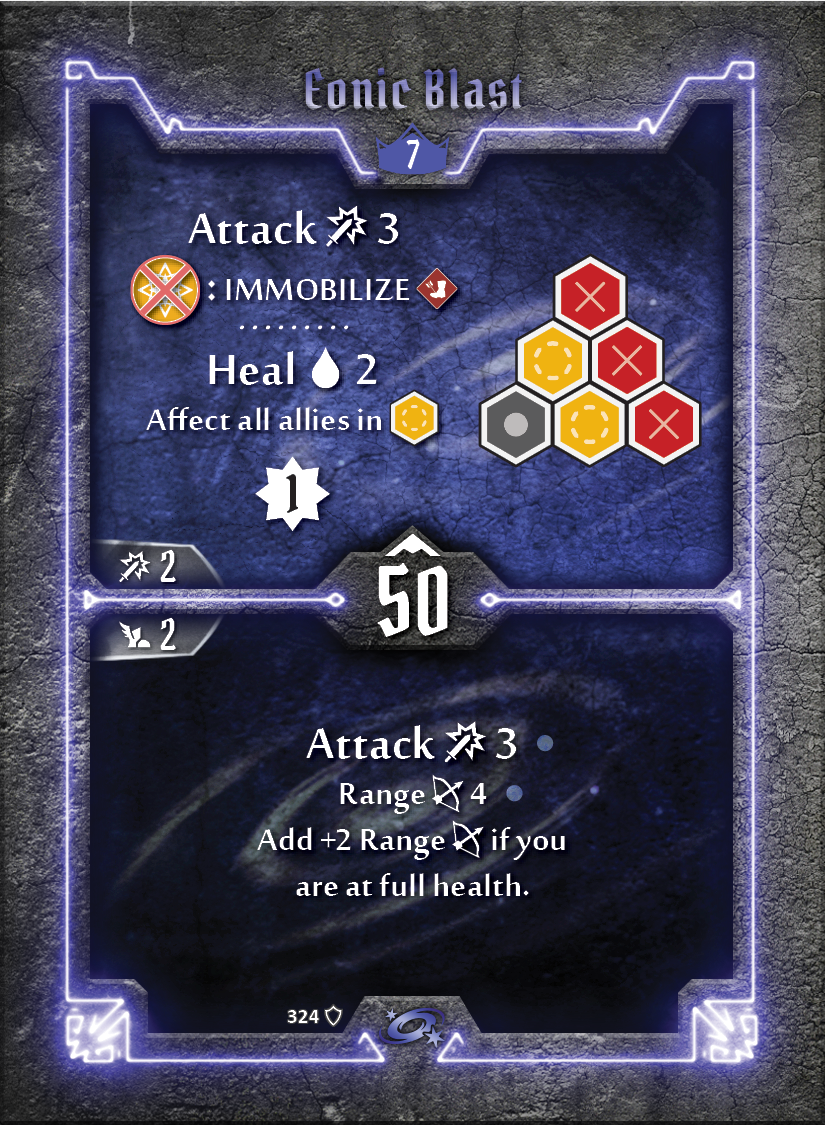 Eonic Blast
7
Attack 3
: IMMOBILIZE
Heal 2
Affect all allies in
1
2
50
2
Attack 3
Range 4
Add +2 Range if you
are at full health.
324